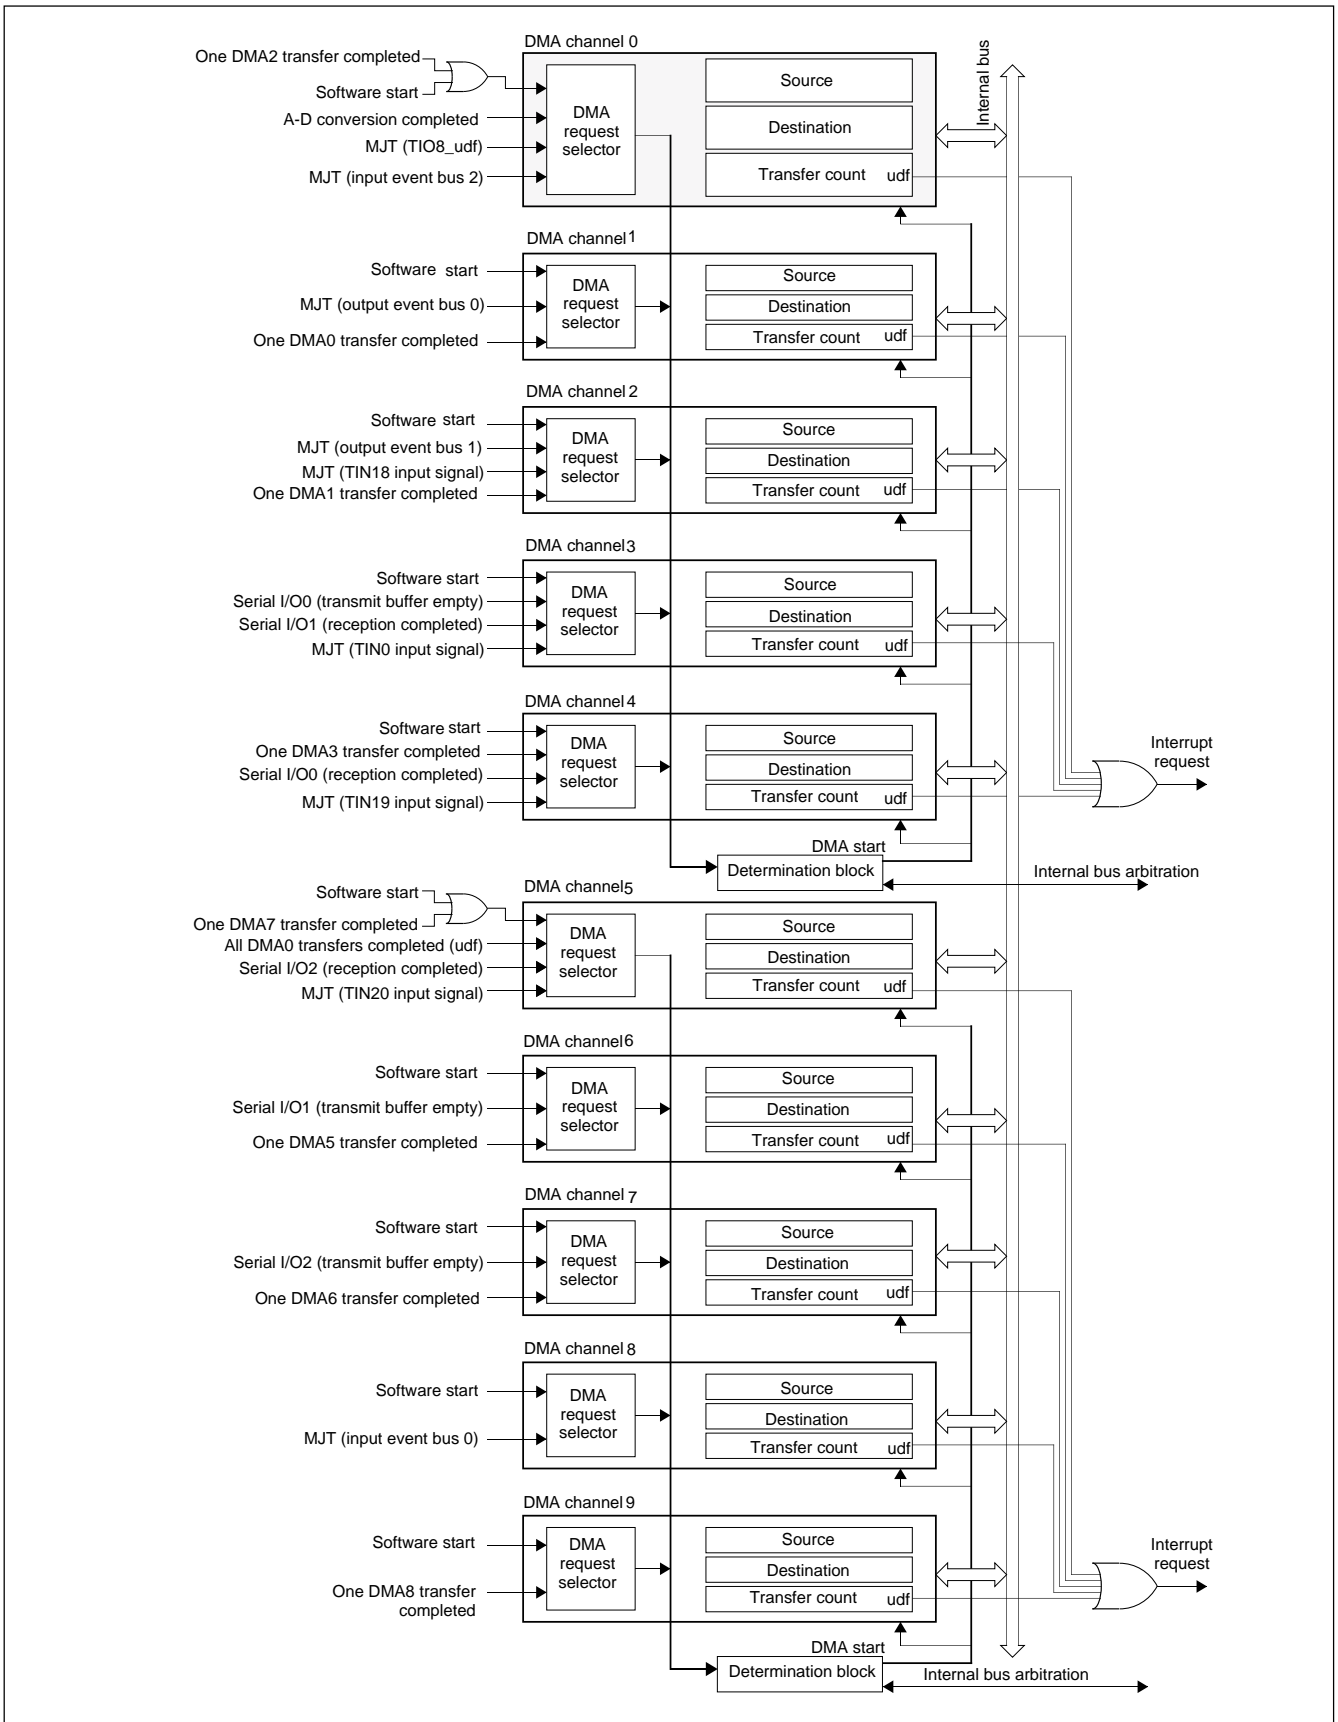 DMA channel 0
One DMA2 transfer completed
Software start
A-D conversion completed
MJT (TIO8_udf)
MJT (input event bus 2)
DMA
request
selector
Source
Destination
Transfer count udf
Internal bus
DMA channel 1
Software start
MJT (output event bus 0)
One DMA0 transfer completed
DMA
request
selector
Source
Destination
Transfer count udf
DMA channel 2
Software start
MJT (output event bus 1)
MJT (TIN18 input signal)
One DMA1 transfer completed
DMA
request
selector
Source
Destination
Transfer count udf
DMA channel 3
Software start
Serial I/O0 (transmit buffer empty)
Serial I/O1 (reception completed)
MJT (TIN0 input signal)
DMA
request
selector
Source
Destination
Transfer count udf
DMA channel 4
Software start
One DMA3 transfer completed
Serial I/O0 (reception completed)
MJT (TIN19 input signal)
DMA
request
selector
Source
Destination
Transfer count udf
Interrupt
request
DMA start
Determination block
Internal bus arbitration
DMA channel 5
Software start
One DMA7 transfer completed
All DMA0 transfers completed (udf)
Serial I/O2 (reception completed)
MJT (TIN20 input signal)
DMA
request
selector
Source
Destination
Transfer count udf
DMA channel 6
Software start
Serial I/O1 (transmit buffer empty)
One DMA5 transfer completed
DMA
request
selector
Source
Destination
Transfer count udf
DMA channel 7
Software start
Serial I/O2 (transmit buffer empty)
One DMA6 transfer completed
DMA
request
selector
Source
Destination
Transfer count udf
DMA channel 8
Software start
MJT (input event bus 0)
DMA
request
selector
Source
Destination
Transfer count udf
DMA channel 9
Software start
One DMA8 transfer
completed
DMA
request
selector
Source
Destination
Transfer count udf
Interrupt
request
DMA start
Determination block
Internal bus arbitration